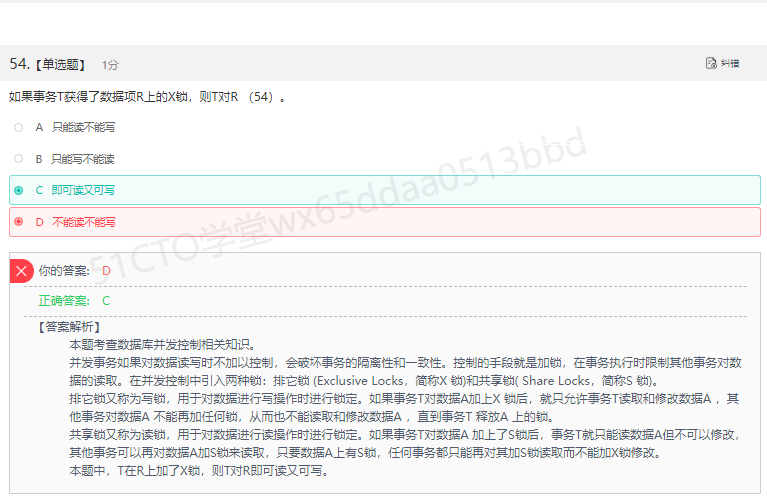 54.【单选题】 1分 纠错
如果事务T获得了数据项R上的X锁，则T对R （54）。
A 只能读不能写
B 只能写不能读
C 即可读又可写
D 不能读不能写
51CTO学堂wx65ddaa0513bbd
你的答案: D
正确答案: C
【答案解析】
本题考查数据库并发控制相关知识。
并发事务如果对数据读写时不加以控制，会破坏事务的隔离性和一致性。控制的手段就是加锁，在事务执行时限制其他事务对数
据的读取。在并发控制中引入两种锁：排它锁 (Exclusive Locks，简称X 锁)和共享锁( Share Locks，简称S 锁)。
排它锁又称为写锁，用于对数据进行写操作时进行锁定。如果事务T对数据A加上X 锁后，就只允许事务T读取和修改数据A ，其
他事务对数据A 不能再加任何锁，从而也不能读取和修改数据A ，直到事务T 释放A 上的锁。
共享锁又称为读锁，用于对数据进行读操作时进行锁定。如果事务T对数据A 加上了S锁后，事务T就只能读数据A但不可以修改，
其他事务可以再对数据A加S锁来读取，只要数据A上有S锁，任何事务都只能再对其加S锁读取而不能加X锁修改。
本题中，T在R上加了X锁，则T对R即可读又可写。